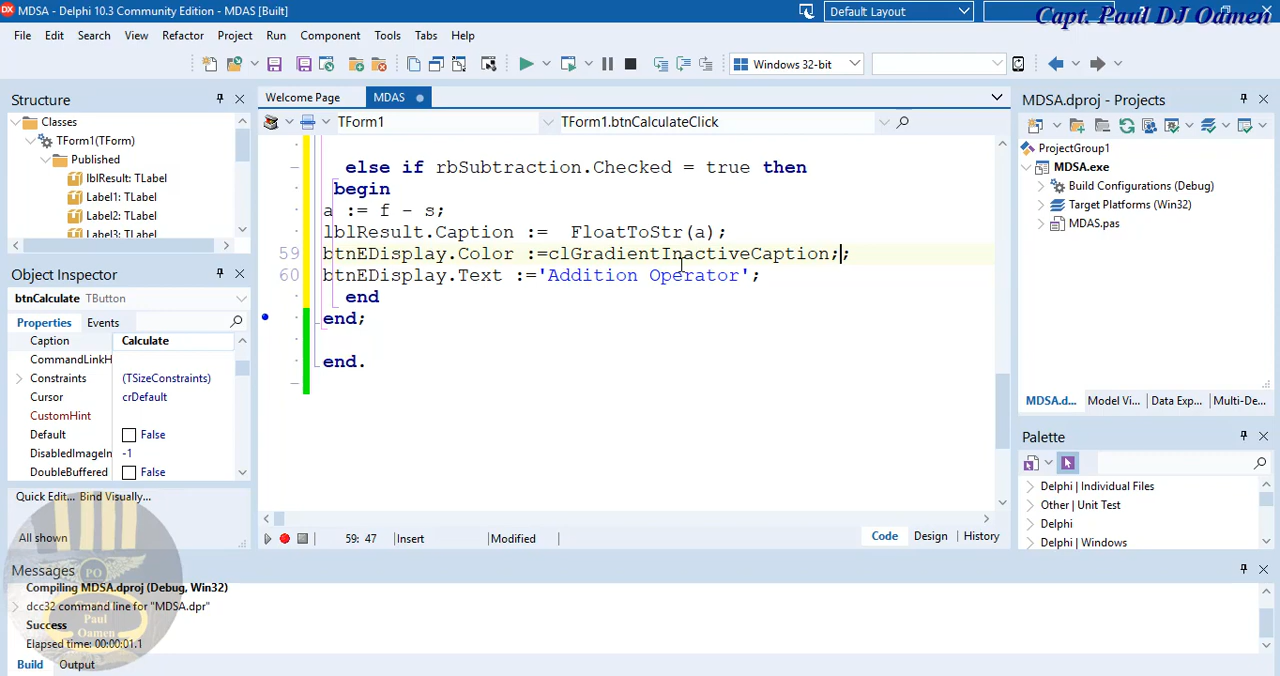 MDSA - Delphi 10.3 Community Edition - MDAS [Built]
Default Layout
Capt. Paul DJ Oamen
File Edit Search View Refactor Project Run Component Tools Tabs Help
Windows 32-bit
Structure
Classes
TForm1(TForm)
Published
lblResult: TLabel
Label1: TLabel
Label2: TLabel
Label3: TLabel
Object Inspector
btnCalculate TButton
Properties Events
Caption Calculate
CommandLinkH
Constraints (TSizeConstraints)
Cursor crDefault
CustomHint
Default False
DisabledImageIn -1
DoubleBuffered False
Quick Edit... Bind Visually...
All shown
Welcome Page MDAS
TForm1 TForm1.btnCalculateClick
else if rbSubtraction.Checked = true then
begin
a := f - s;
lblResult.Caption := FloatToStr(a);
59 btnEDisplay.Color :=clGradientInactiveCaption;;
60 btnEDisplay.Text :='Addition Operator';
end
end;
end.
59: 47 Insert Modified
Code Design History
MDSA.dproj - Projects
ProjectGroup1
MDSA.exe
Build Configurations (Debug)
Target Platforms (Win32)
MDAS.pas
MDSA.d... Model Vi... Data Exp... Multi-De...
Palette
Delphi | Individual Files
Other | Unit Test
Delphi
Delphi | Windows
Messages
Compiling MDSA.dproj (Debug, Win32)
dcc32 command line for "MDSA.dpr"
Success
Elapsed time: 00:00:01.1
Build Output
PO
Capt.
Paul
Oamen